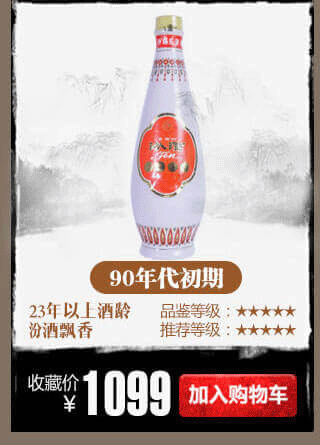 90年代初期
23年以上酒龄
品鉴等级：★★★★★
汾酒飘香
推荐等级：★★★★★
收藏价
¥1099
加入购物车